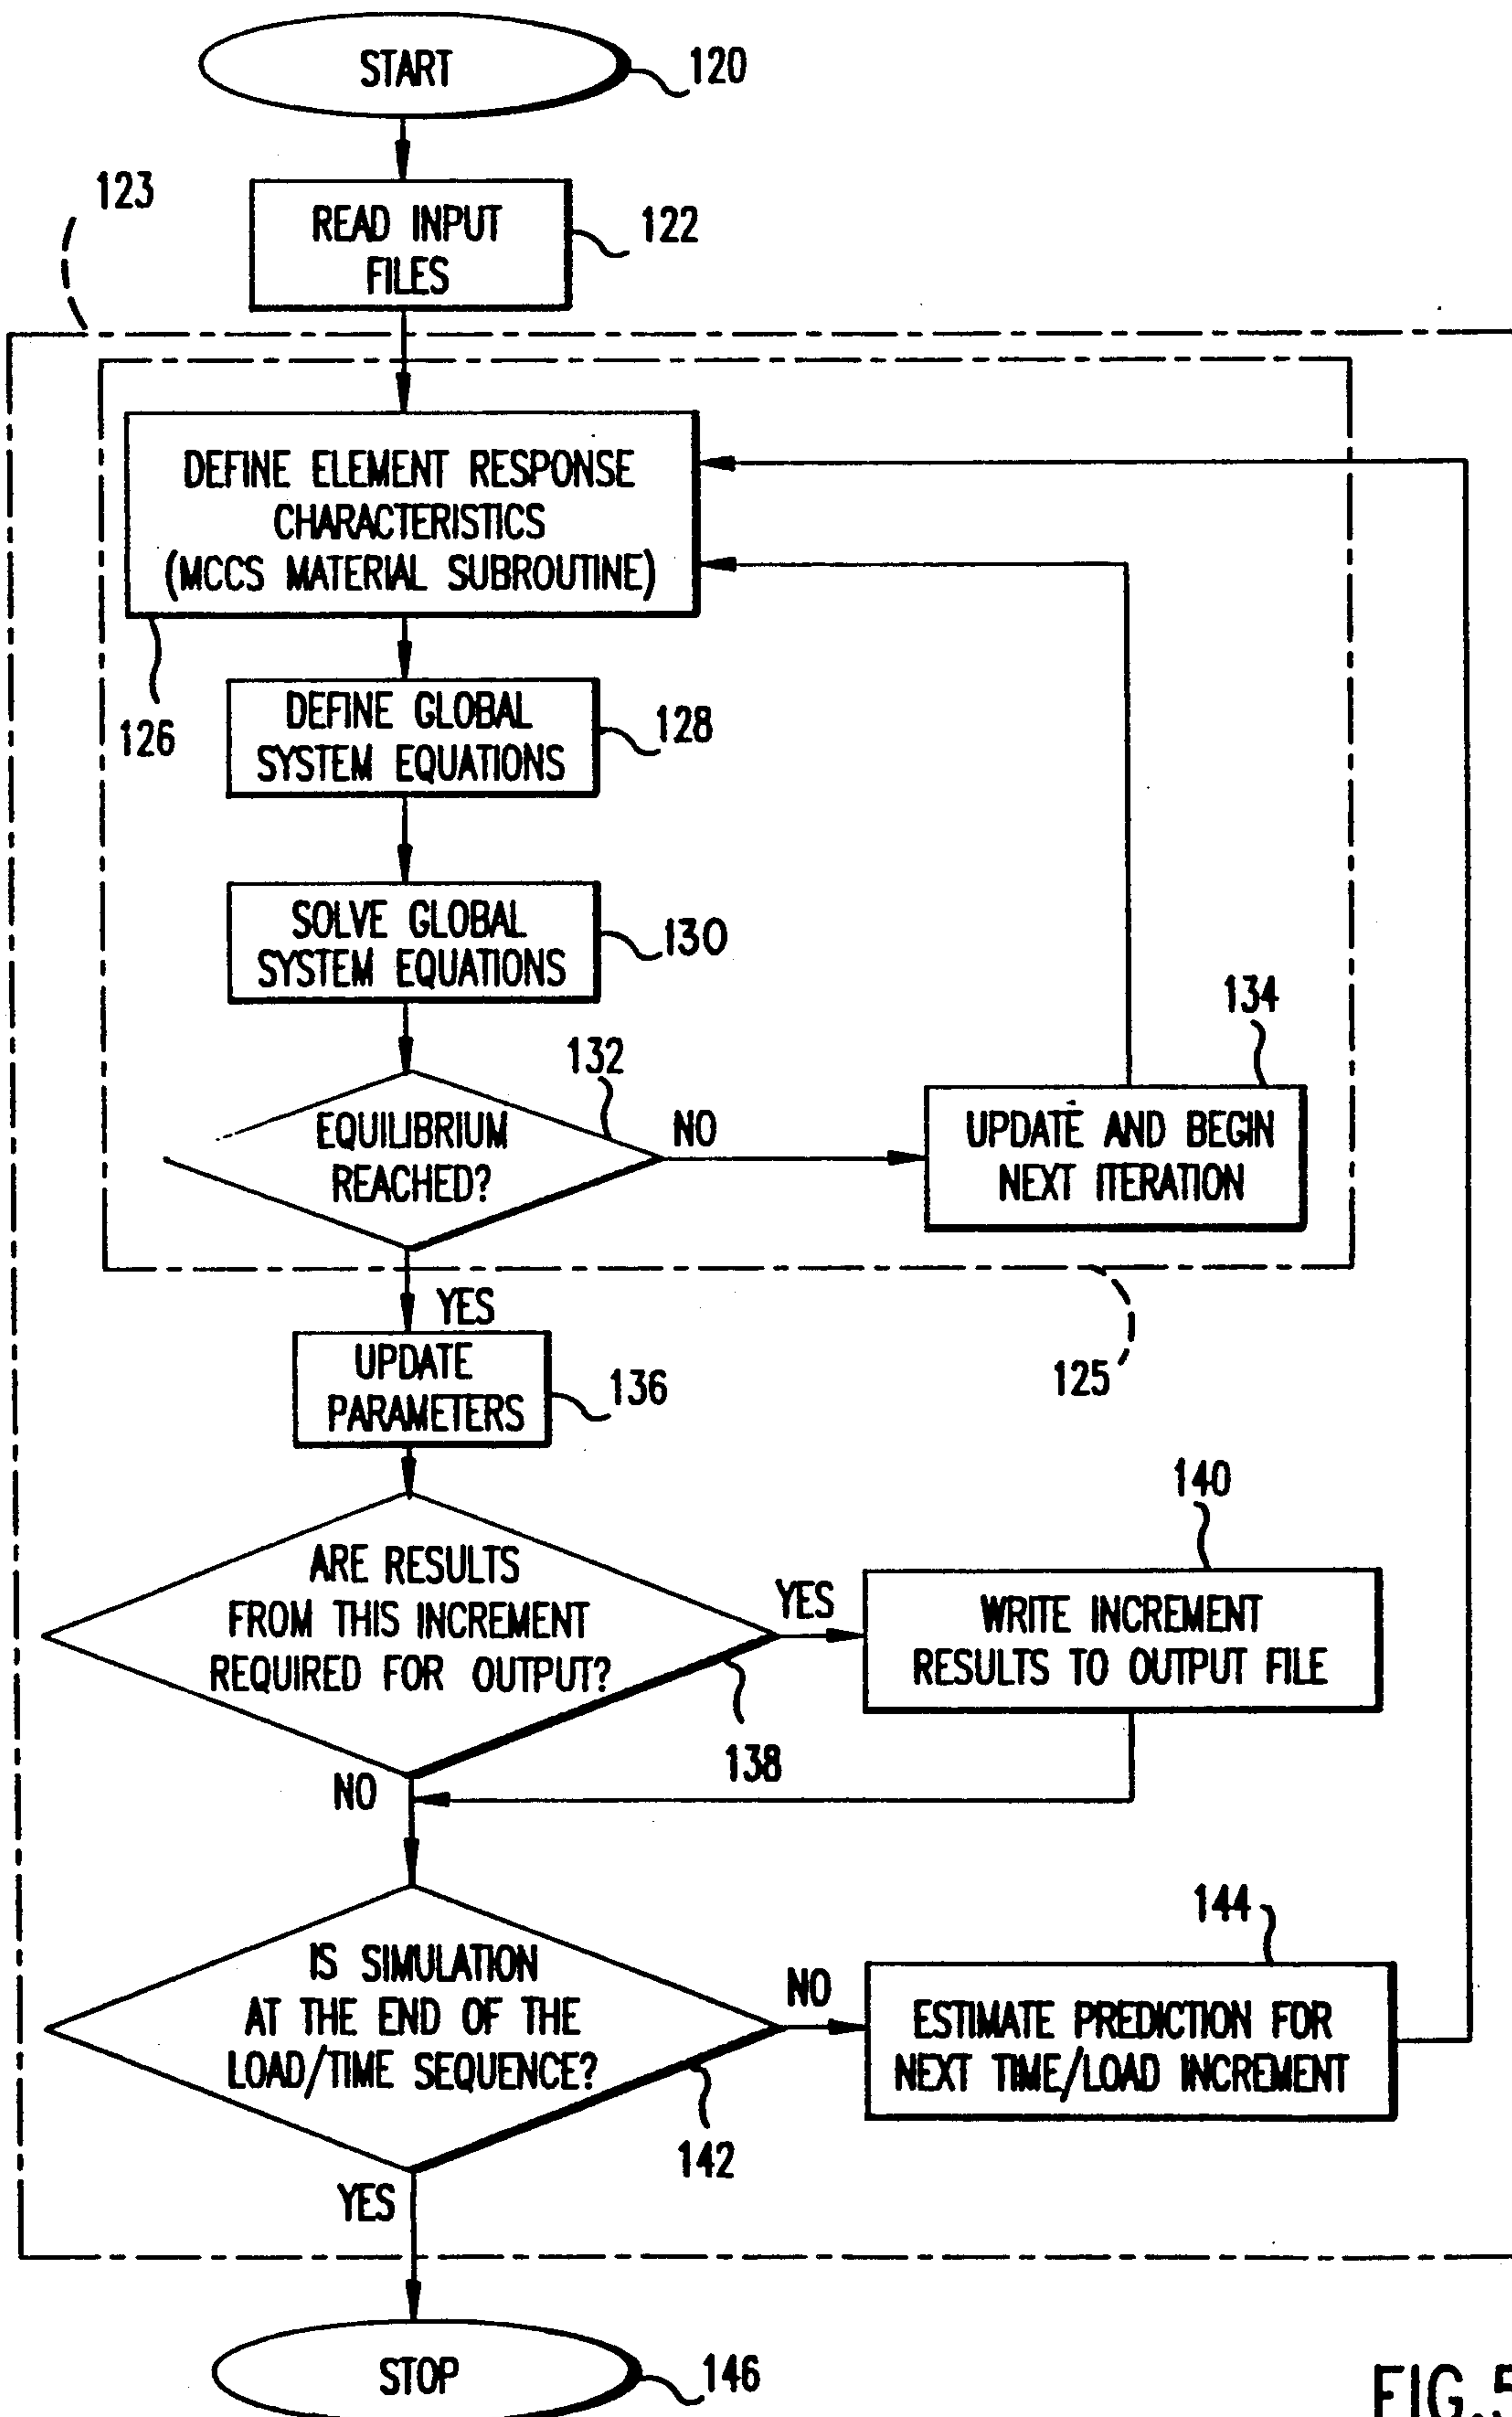 START
120
123
READ INPUT
FILES
122
DEFINE ELEMENT RESPONSE
CHARACTERISTICS
(MCCS MATERIAL SUBROUTINE)
126
DEFINE GLOBAL
SYSTEM EQUATIONS
128
SOLVE GLOBAL
SYSTEM EQUATIONS
130
132
134
EQUILIBRIUM
REACHED?
NO
UPDATE AND BEGIN
NEXT ITERATION
YES
125
UPDATE
PARAMETERS
136
140
ARE RESULTS
FROM THIS INCREMENT
REQUIRED FOR OUTPUT?
YES
WRITE INCREMENT
RESULTS TO OUTPUT FILE
138
NO
144
IS SIMULATION
AT THE END OF THE
LOAD/TIME SEQUENCE?
NO
ESTIMATE PREDICTION FOR
NEXT TIME/LOAD INCREMENT
142
YES
STOP
146
FIG.5